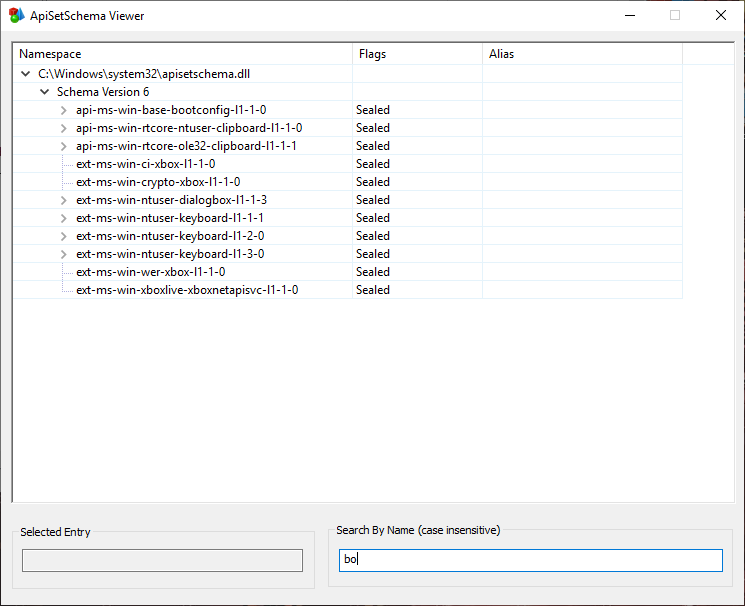 ApiSetSchema Viewer
Namespace Flags Alias
C:\Windows\system32\apisetschema.dll
Schema Version 6
api-ms-win-base-bootconfig-l1-1-0 Sealed
api-ms-win-rtcore-ntuser-clipboard-l1-1-0 Sealed
api-ms-win-rtcore-ole32-clipboard-l1-1-1 Sealed
ext-ms-win-ci-xbox-l1-1-0 Sealed
ext-ms-win-crypto-xbox-l1-1-0 Sealed
ext-ms-win-ntuser-dialogbox-l1-1-3 Sealed
ext-ms-win-ntuser-keyboard-l1-1-1 Sealed
ext-ms-win-ntuser-keyboard-l1-2-0 Sealed
ext-ms-win-ntuser-keyboard-l1-3-0 Sealed
ext-ms-win-wer-xbox-l1-1-0 Sealed
ext-ms-win-xboxlive-xboxnetapisvc-l1-1-0 Sealed
Selected Entry
Search By Name (case insensitive)
bo